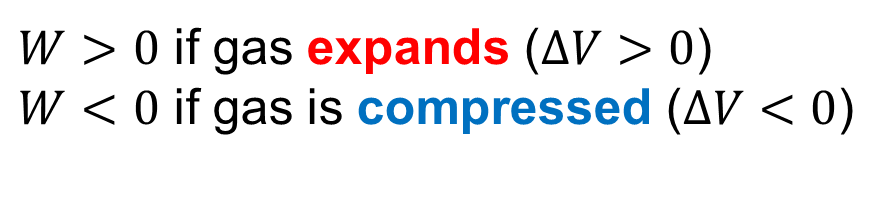 W > 0 if gas expands (ΔV > 0)
W < 0 if gas is compressed (ΔV < 0)